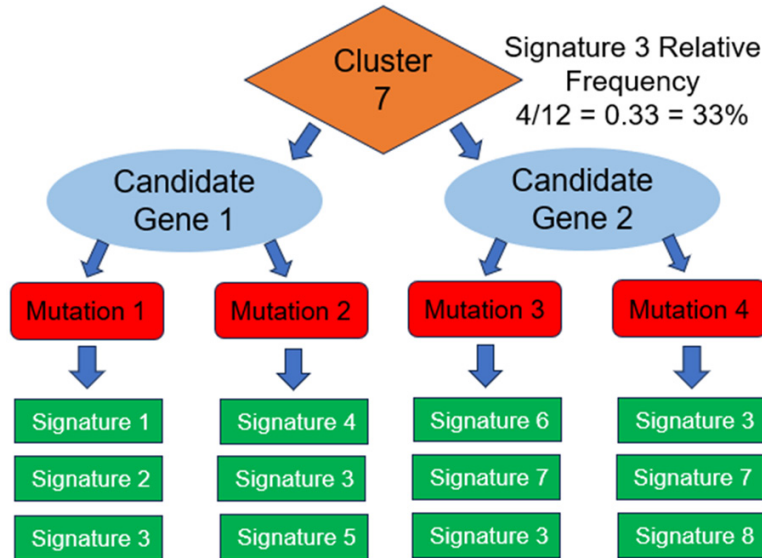 Cluster
7
Signature 3 Relative
Frequency
4/12 = 0.33 = 33%
Candidate
Gene 1
Candidate
Gene 2
Mutation 1
Mutation 2
Mutation 3
Mutation 4
Signature 1
Signature 4
Signature 6
Signature 3
Signature 2
Signature 3
Signature 7
Signature 7
Signature 3
Signature 5
Signature 3
Signature 8